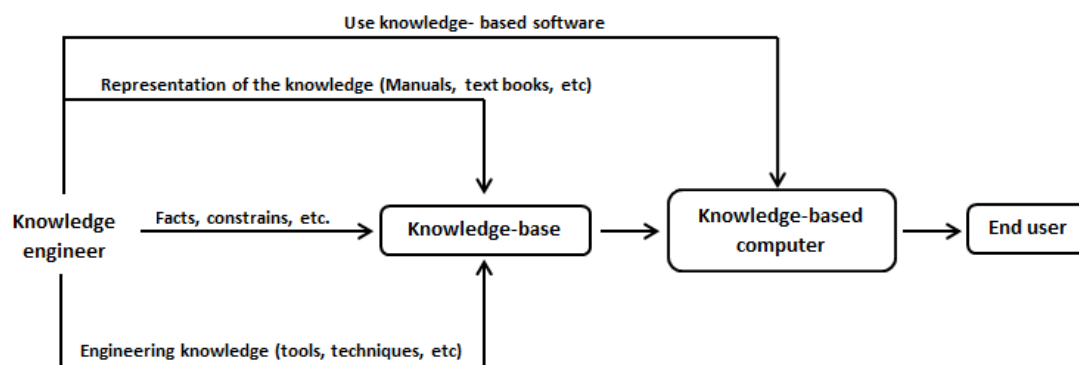 Use knowledge- based software
Representation of the knowledge (Manuals, text books, etc)
Knowledge
engineer
Facts, constrains, etc.
Knowledge-base
Knowledge-based
computer
End user
Engineering knowledge (tools, techniques, etc)